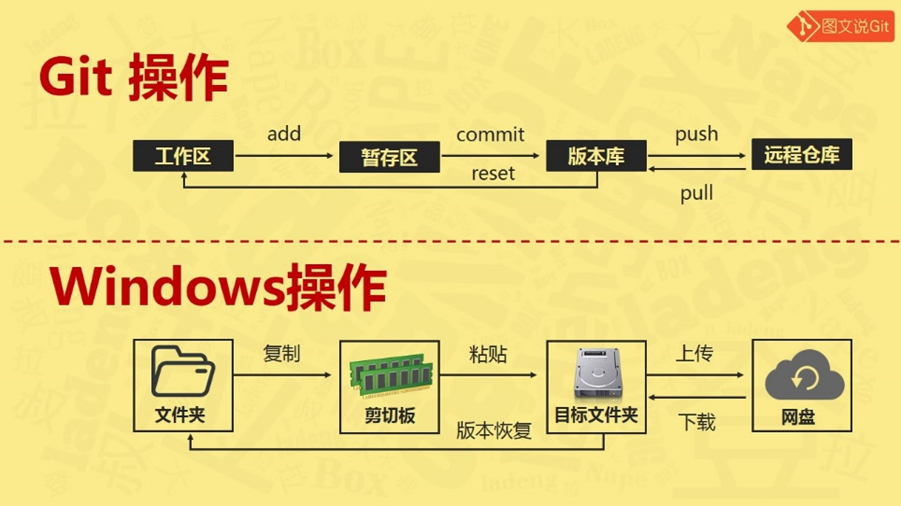 图文说Git
Git 操作
add
commit
push
工作区
暂存区
版本库
远程仓库
reset
pull
Windows操作
复制
粘贴
上传
文件夹
剪切板
目标文件夹
网盘
版本恢复
下载